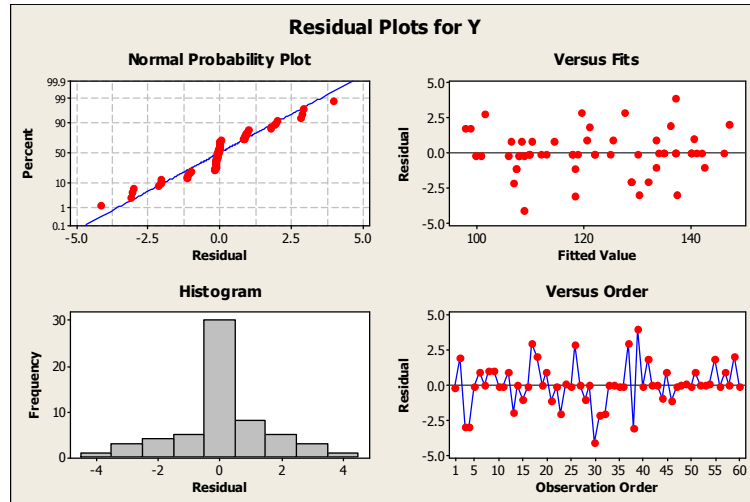 Residual Plots for Y
Normal Probability Plot
99.9
99
90
50
10
1
0.1
Percent
-5.0
-2.5
0.0
2.5
5.0
Residual
Versus Fits
5.0
2.5
0.0
-2.5
-5.0
Residual
100
120
140
Fitted Value
Histogram
30
20
10
0
Frequency
-4
-2
0
2
4
Residual
Versus Order
5.0
2.5
0.0
-2.5
-5.0
Residual
1 5 10 15 20 25 30 35 40 45 50 55 60
Observation Order